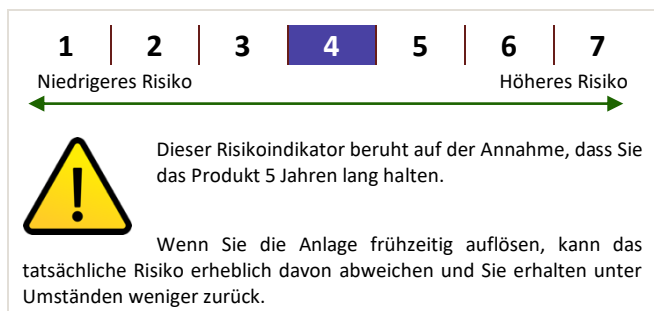 1 2 3 4 5 6 7
Niedrigeres Risiko Höheres Risiko
Dieser Risikoindikator beruht auf der Annahme, dass Sie
das Produkt 5 Jahren lang halten.
Wenn Sie die Anlage frühzeitig auflösen, kann das
tatsächliche Risiko erheblich davon abweichen und Sie erhalten unter
Umständen weniger zurück.